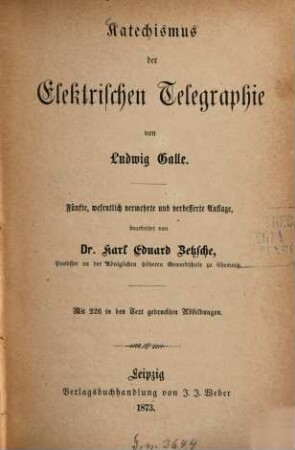 Katechismus
der
Elektrischen Telegraphie
von
Ludwig Galle.
Fünfte, wesentlich vermehrte und verbesserte Auflage,
bearbeitet von
Dr. Karl Eduard Zetzsche,
Professor an der Königlichen höheren Gewerbschule zu Chemnitz.
Mit 226 in den Text gedruckten Abbildungen.
Leipzig
Verlagsbuchhandlung von J. J. Weber
1873.